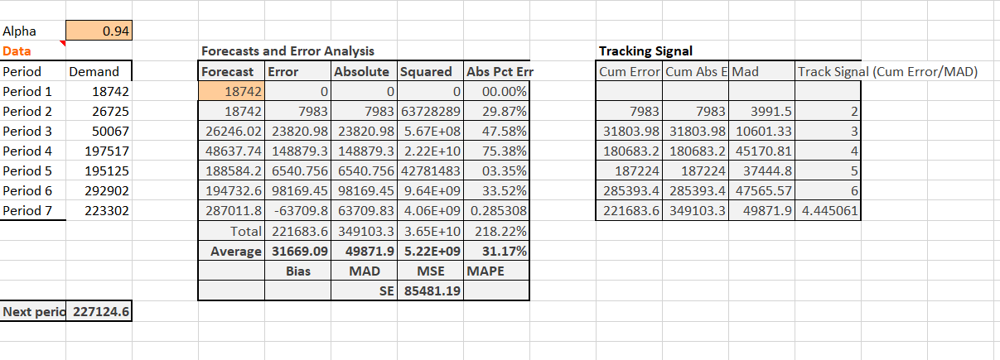 Alpha 0.94
Data Forecasts and Error Analysis Tracking Signal
Period Demand Forecast Error Absolute Squared Abs Pct Err Cum Error Cum Abs E Mad Track Signal (Cum Error/MAD)
Period 1 18742 18742 0 0 0 00.00%
Period 2 26725 18742 7983 7983 63728289 29.87% 7983 7983 3991.5 2
Period 3 50067 26246.02 23820.98 23820.98 5.67E+08 47.58% 31803.98 31803.98 10601.33 3
Period 4 197517 48637.74 148879.3 148879.3 2.22E+10 75.38% 180683.2 180683.2 45170.81 4
Period 5 195125 188584.2 6540.756 6540.756 42781483 03.35% 187224 187224 37444.8 5
Period 6 292902 194732.6 98169.45 98169.45 9.64E+09 33.52% 285393.4 285393.4 47565.57 6
Period 7 223302 287011.8 -63709.8 63709.83 4.06E+09 0.285308 221683.6 349103.3 49871.9 4.445061
Total 221683.6 349103.3 3.65E+10 218.22%
Average 31669.09 49871.9 5.22E+09 31.17%
Bias MAD MSE MAPE
SE 85481.19
Next perio 227124.6